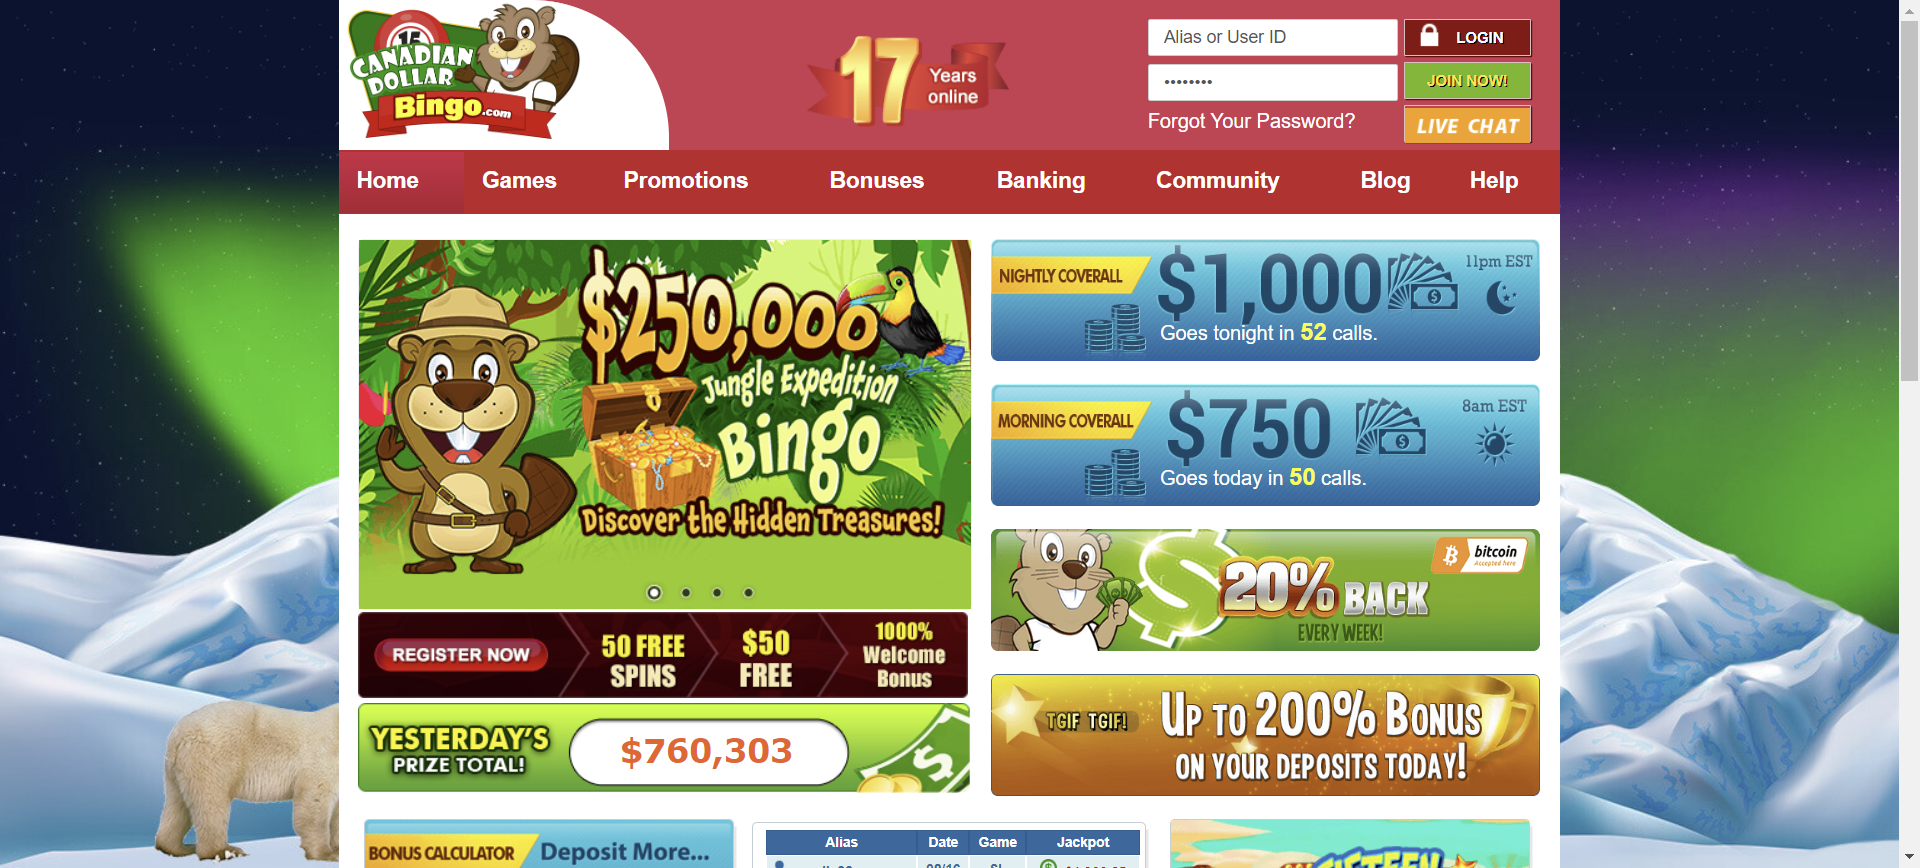 15
CANADIAN
DOLLAR
Bingo.com
17
Years
online
Alias or User ID
••••••••
Forgot Your Password?
LOGIN
JOIN NOW!
LIVE CHAT
Home Games Promotions Bonuses Banking Community Blog Help
$250,000
Jungle Expedition
Bingo
Discover the Hidden Treasures!
REGISTER NOW
50 FREE
SPINS
$50
FREE
1000%
Welcome
Bonus
YESTERDAY'S
PRIZE TOTAL!
$760,303
NIGHTLY COVERALL
$1,000
11pm EST
Goes tonight in 52 calls.
MORNING COVERALL
$750
8am EST
Goes today in 50 calls.
20% BACK
EVERY WEEK!
bitcoin
Accepted here
TGIF TGIF!
UP TO 200% BONUS
ON YOUR DEPOSITS TODAY!
BONUS CALCULATOR
Deposit More...
Alias Date Game Jackpot